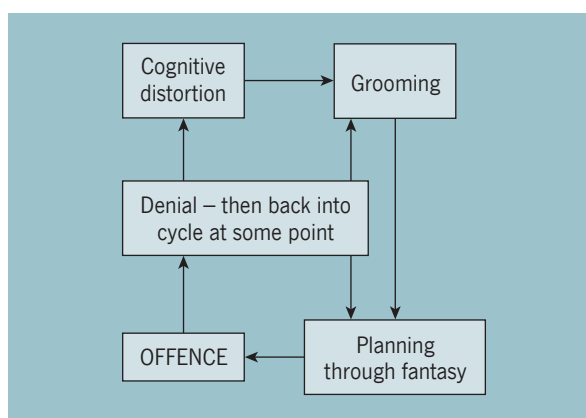 Cognitive
distortion
Grooming
Denial – then back into
cycle at some point
OFFENCE
Planning
through fantasy